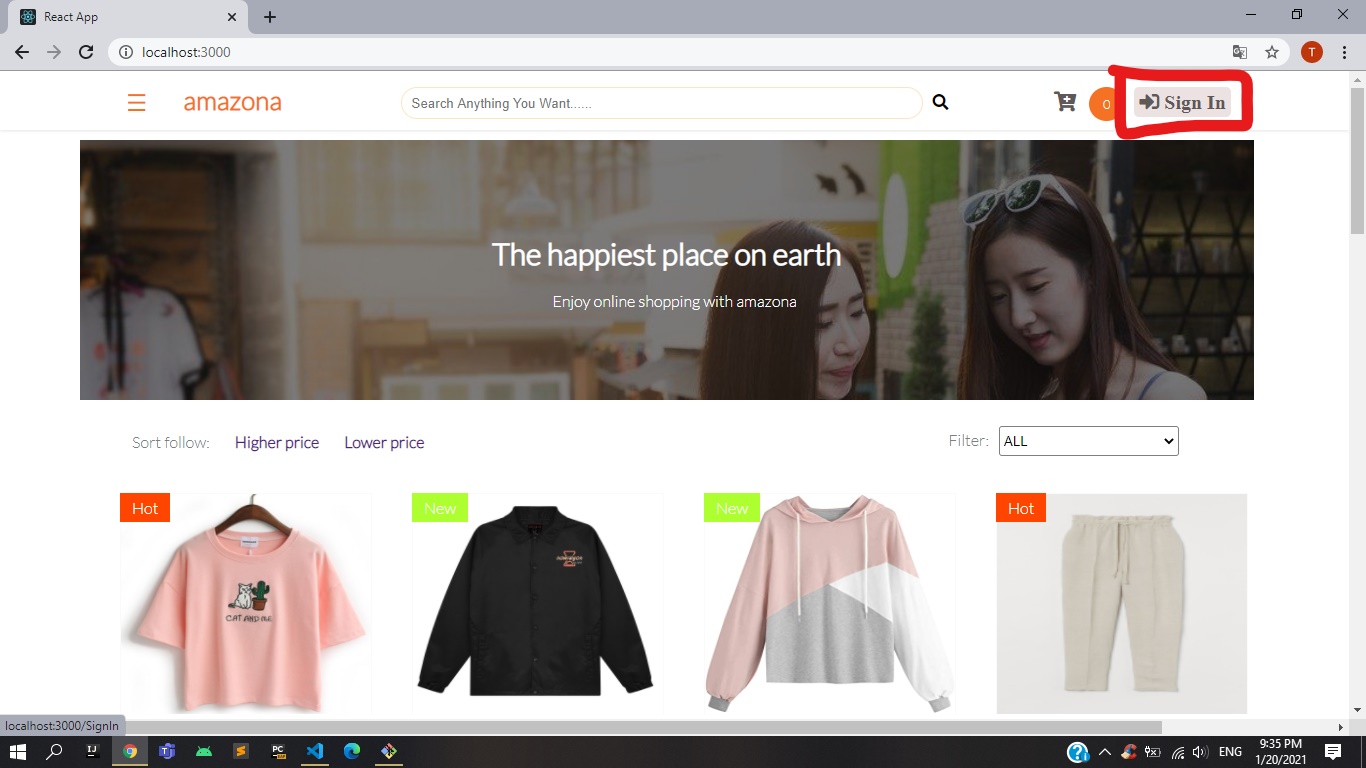 React App
localhost:3000
amazona
Search Anything You Want......
0
Sign In
The happiest place on earth
Enjoy online shopping with amazona
Sort follow:
Higher price
Lower price
Filter:
ALL
Hot
New
New
Hot
CAT AND ME
localhost:3000/SignIn
T
IJ
PC
ENG
9:35 PM
1/20/2021